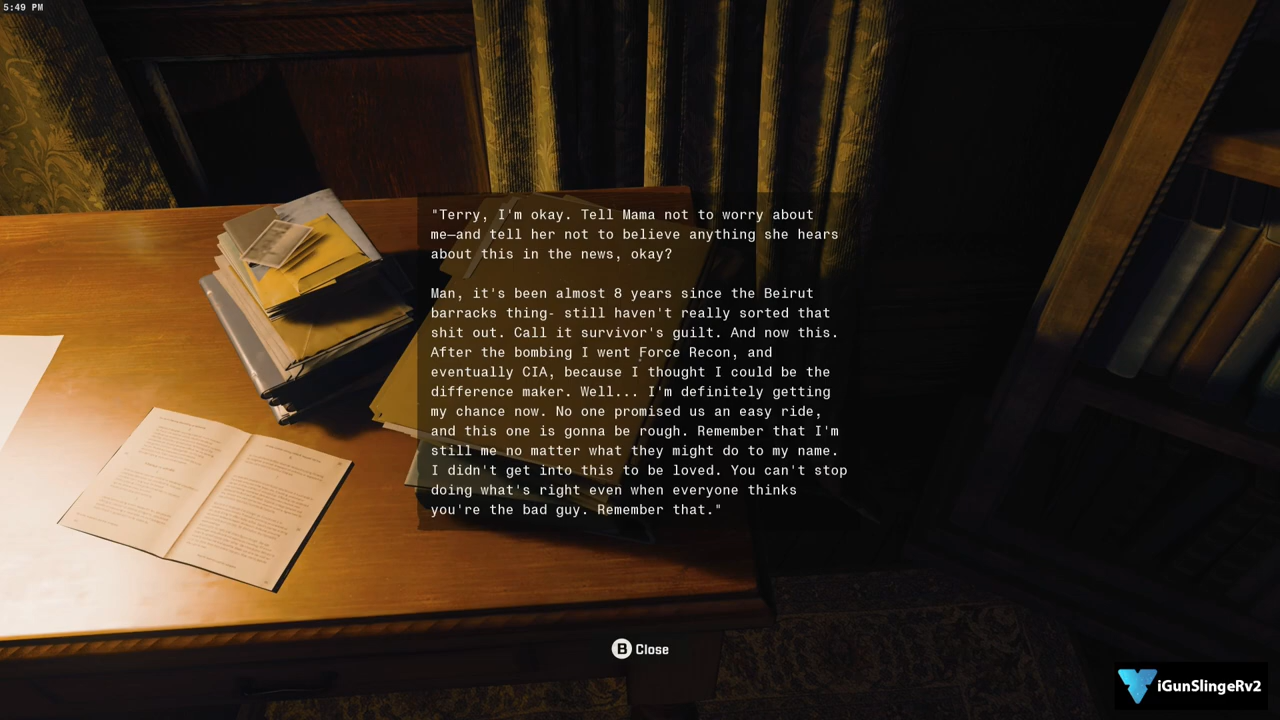 5:49 PM
"Terry, I'm okay. Tell Mama not to worry about
me—and tell her not to believe anything she hears
about this in the news, okay?
Man, it's been almost 8 years since the Beirut
barracks thing- still haven't really sorted that
shit out. Call it survivor's guilt. And now this.
After the bombing I went Force Recon, and
eventually CIA, because I thought I could be the
difference maker. Well... I'm definitely getting
my chance now. No one promised us an easy ride,
and this one is gonna be rough. Remember that I'm
still me no matter what they might do to my name.
I didn't get into this to be loved. You can't stop
doing what's right even when everyone thinks
you're the bad guy. Remember that."
B Close
iGunSlingeRv2